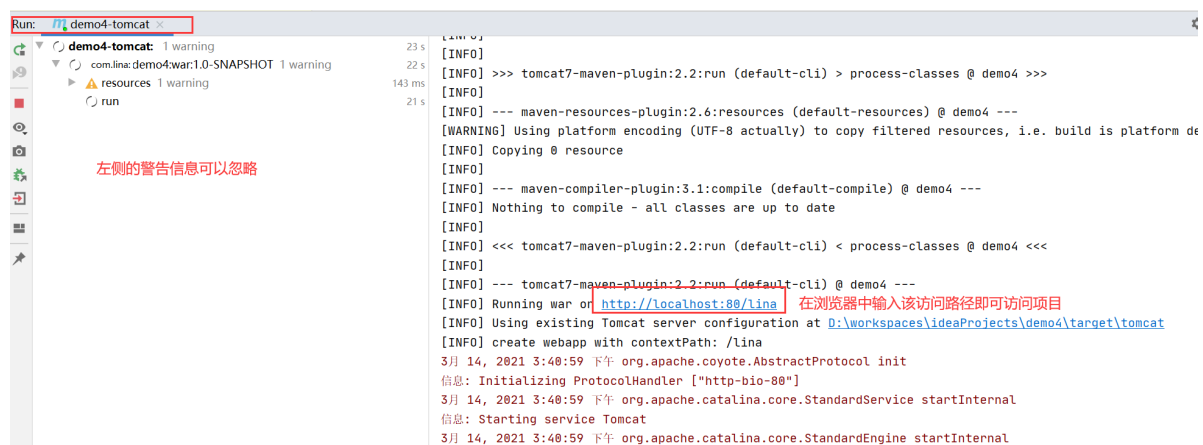 Run: demo4-tomcat
demo4-tomcat: 1 warning 23 s
com.lina:demo4:war:1.0-SNAPSHOT 1 warning 22 s
resources 1 warning 143 ms
run 21 s
左侧的警告信息可以忽略
[INFO]
[INFO]
[INFO] >>> tomcat7-maven-plugin:2.2:run (default-cli) > process-classes @ demo4 >>>
[INFO]
[INFO] --- maven-resources-plugin:2.6:resources (default-resources) @ demo4 ---
[WARNING] Using platform encoding (UTF-8 actually) to copy filtered resources, i.e. build is platform de
[INFO] Copying 0 resource
[INFO]
[INFO] --- maven-compiler-plugin:3.1:compile (default-compile) @ demo4 ---
[INFO] Nothing to compile - all classes are up to date
[INFO]
[INFO] <<< tomcat7-maven-plugin:2.2:run (default-cli) < process-classes @ demo4 <<<
[INFO]
[INFO] --- tomcat7-maven-plugin:2.2:run (default-cli) @ demo4 ---
[INFO] Running war on http://localhost:80/lina 在浏览器中输入该访问路径即可访问项目
[INFO] Using existing Tomcat server configuration at D:\workspaces\ideaProjects\demo4\target\tomcat
[INFO] create webapp with contextPath: /lina
3月 14, 2021 3:40:59 下午 org.apache.coyote.AbstractProtocol init
信息: Initializing ProtocolHandler ["http-bio-80"]
3月 14, 2021 3:40:59 下午 org.apache.catalina.core.StandardService startInternal
信息: Starting service Tomcat
3月 14, 2021 3:40:59 下午 org.apache.catalina.core.StandardEngine startInternal